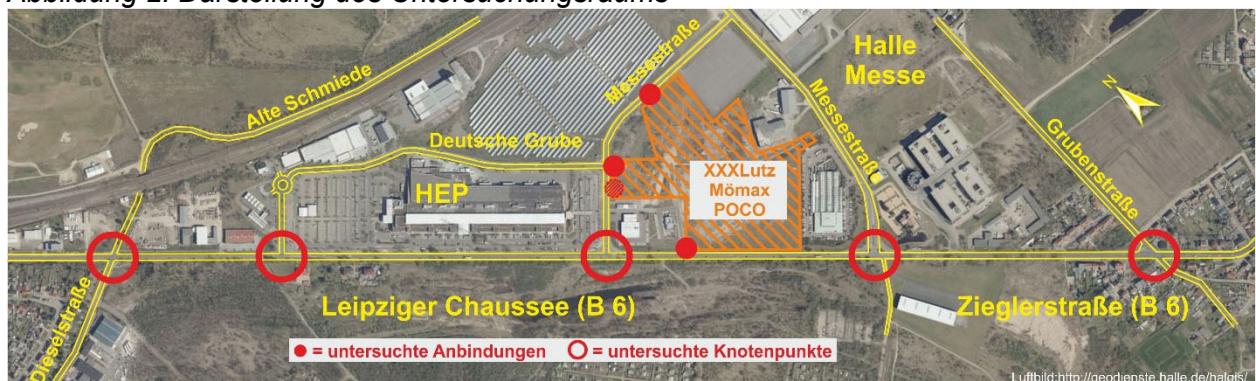 Abbildung 1: Darstellung des Untersuchungsraums
Alte Schmiede
Messestraße
Halle
Messe
Messestraße
N
Grubenstraße
Deutsche Grube
HEP
XXXLutz
Mömax
POCO
Dieselstraße
Leipziger Chaussee (B 6)
Zieglerstraße (B 6)
= untersuchte Anbindungen
= untersuchte Knotenpunkte
Luftbild:http://geodienste.halle.de/halgis/